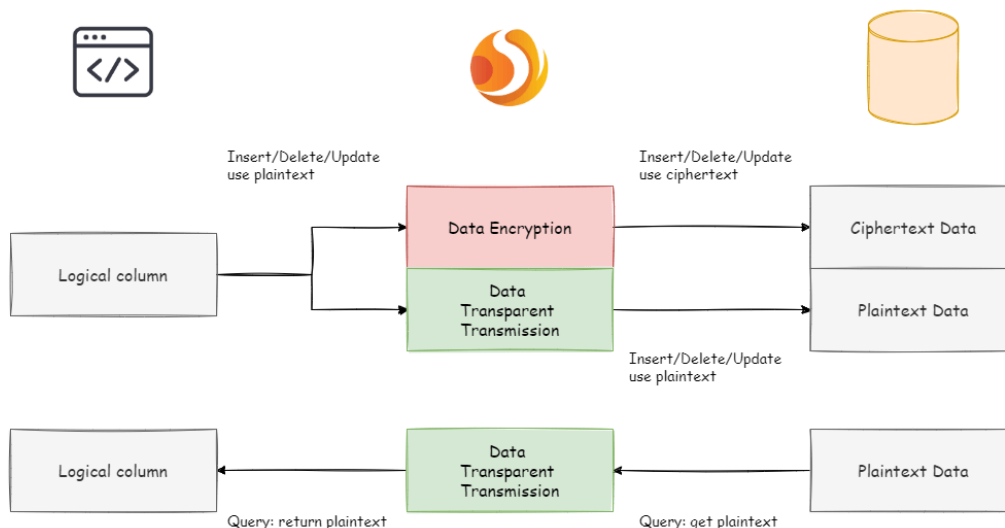 Insert/Delete/Update
use plaintext
Insert/Delete/Update
use ciphertext
Logical column
Data Encryption
Ciphertext Data
Data
Transparent
Transmission
Plaintext Data
Insert/Delete/Update
use plaintext
Logical column
Data
Transparent
Transmission
Plaintext Data
Query: return plaintext
Query: get plaintext